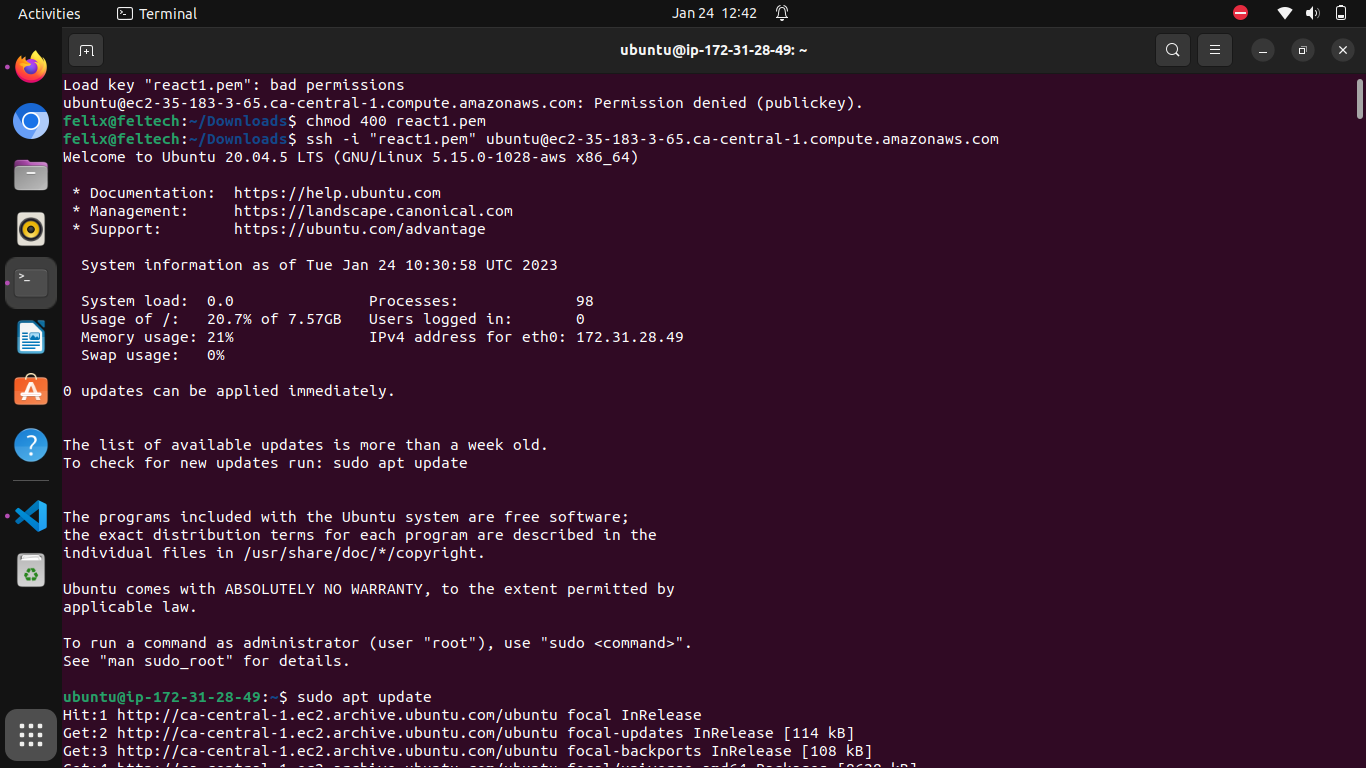 Activities Terminal Jan 24 12:42
ubuntu@ip-172-31-28-49: ~
Load key "react1.pem": bad permissions
ubuntu@ec2-35-183-3-65.ca-central-1.compute.amazonaws.com: Permission denied (publickey).
felix@feltech:~/Downloads$ chmod 400 react1.pem
felix@feltech:~/Downloads$ ssh -i "react1.pem" ubuntu@ec2-35-183-3-65.ca-central-1.compute.amazonaws.com
Welcome to Ubuntu 20.04.5 LTS (GNU/Linux 5.15.0-1028-aws x86_64)
* Documentation:  https://help.ubuntu.com
* Management:     https://landscape.canonical.com
* Support:        https://ubuntu.com/advantage
System information as of Tue Jan 24 10:30:58 UTC 2023
System load:  0.0               Processes:             98
Usage of /:   20.7% of 7.57GB   Users logged in:       0
Memory usage: 21%               IPv4 address for eth0: 172.31.28.49
Swap usage:   0%
0 updates can be applied immediately.
The list of available updates is more than a week old.
To check for new updates run: sudo apt update
The programs included with the Ubuntu system are free software;
the exact distribution terms for each program are described in the
individual files in /usr/share/doc/*/copyright.
Ubuntu comes with ABSOLUTELY NO WARRANTY, to the extent permitted by
applicable law.
To run a command as administrator (user "root"), use "sudo <command>".
See "man sudo_root" for details.
ubuntu@ip-172-31-28-49:~$ sudo apt update
Hit:1 http://ca-central-1.ec2.archive.ubuntu.com/ubuntu focal InRelease
Get:2 http://ca-central-1.ec2.archive.ubuntu.com/ubuntu focal-updates InRelease [114 kB]
Get:3 http://ca-central-1.ec2.archive.ubuntu.com/ubuntu focal-backports InRelease [108 kB]